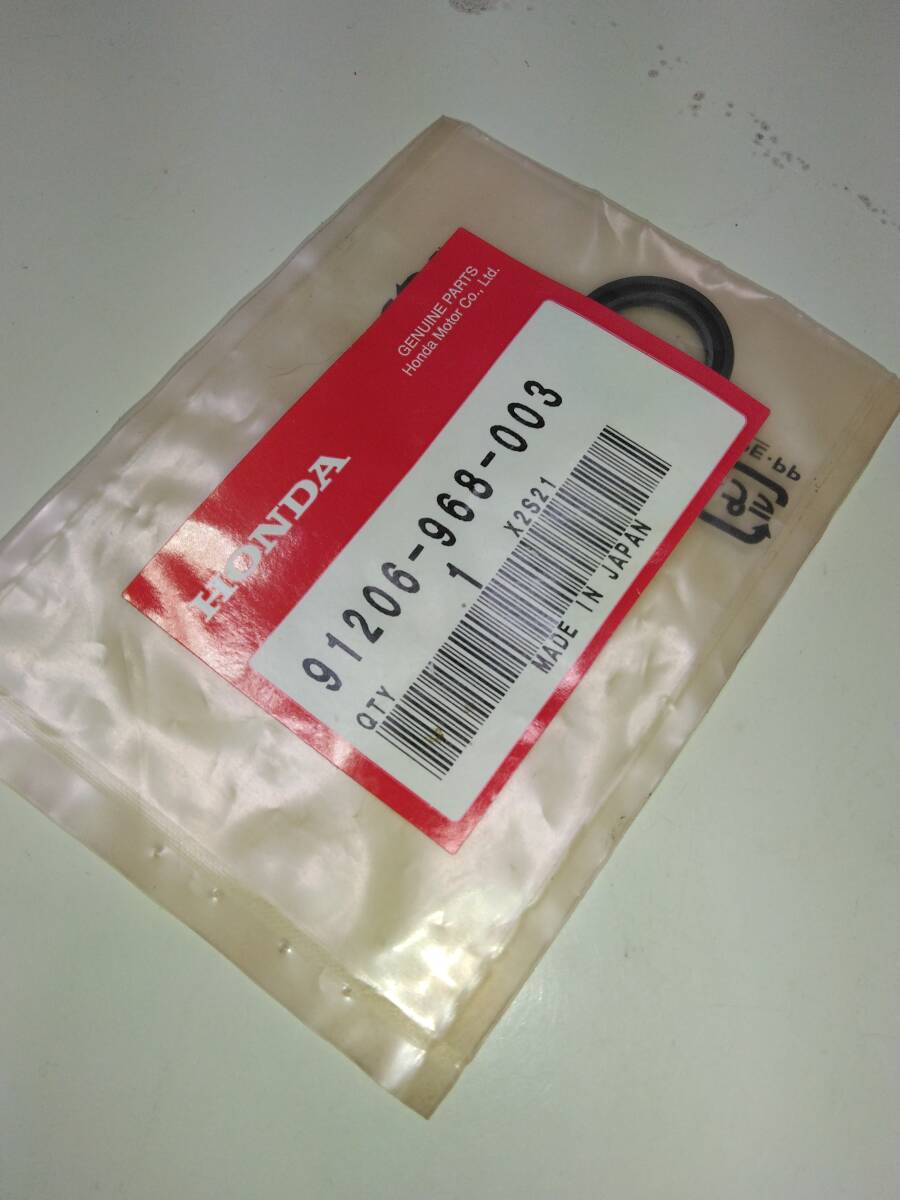 GENUINE PARTS
Honda Motor Co., Ltd.
HONDA
91206-968-003
QTY 1 X2S21
MADE IN JAPAN